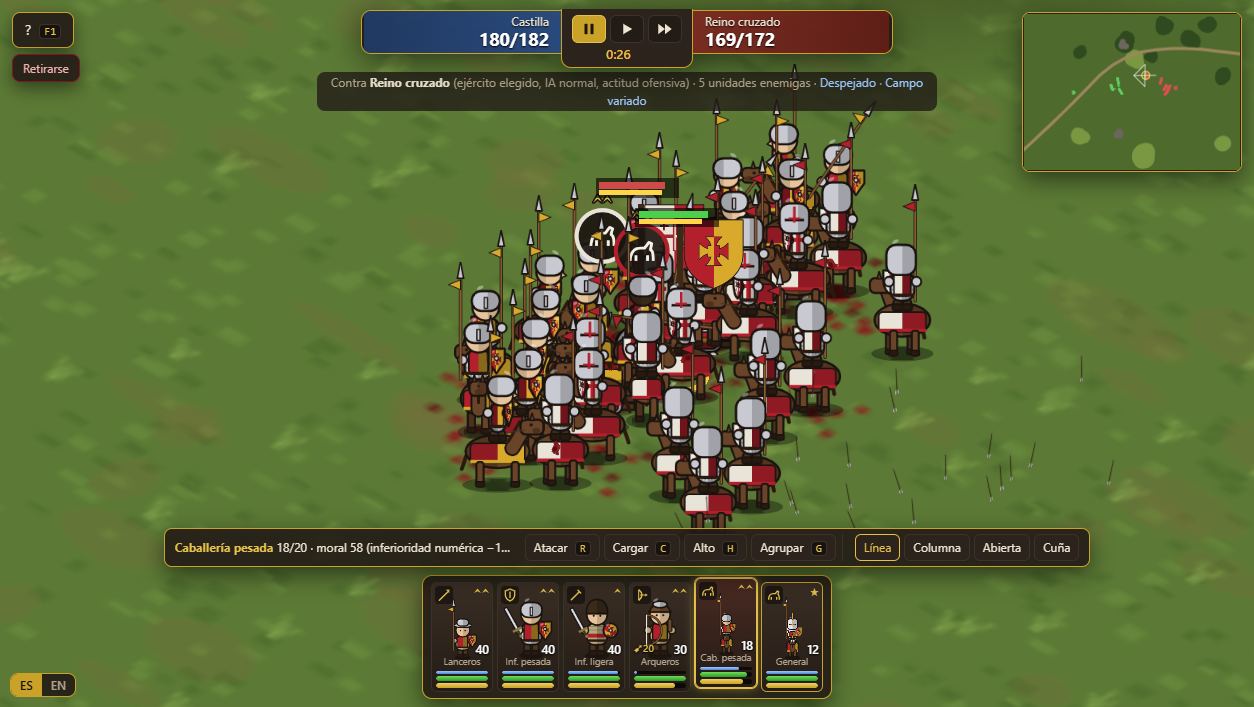 ? F1
Retirarse
Castilla
180/182
0:26
Reino cruzado
169/172
Contra Reino cruzado (ejército elegido, IA normal, actitud ofensiva) · 5 unidades enemigas · Despejado · Campo
variado
Caballería pesada 18/20 · moral 58 (inferioridad numérica −1...
Atacar R
Cargar C
Alto H
Agrupar G
Línea
Columna
Abierta
Cuña
40
Lanceros
40
Inf. pesada
40
Inf. ligera
20 30
Arqueros
18
Cab. pesada
12
General
ES EN